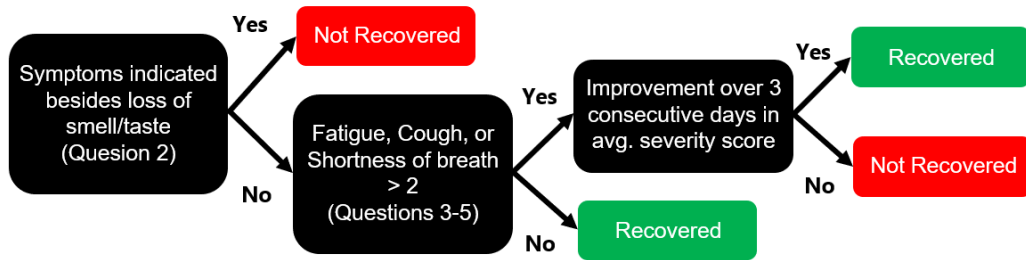 Symptoms indicated
besides loss of
smell/taste
(Quesion 2)
Yes
Not Recovered
No
Fatigue, Cough, or
Shortness of breath
> 2
(Questions 3-5)
Yes
Improvement over 3
consecutive days in
avg. severity score
Yes
Recovered
No
Not Recovered
No
Recovered